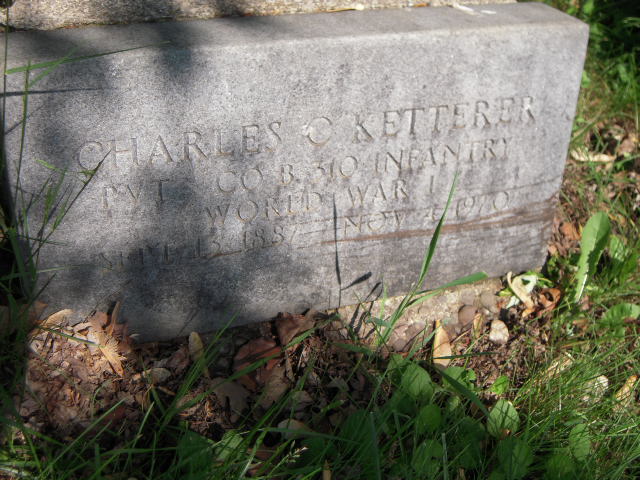 CHARLES C KETTERER
PVT CO B 310 INFANTRY
WORLD WAR I
SEPT 13 1887 NOV 4 1970